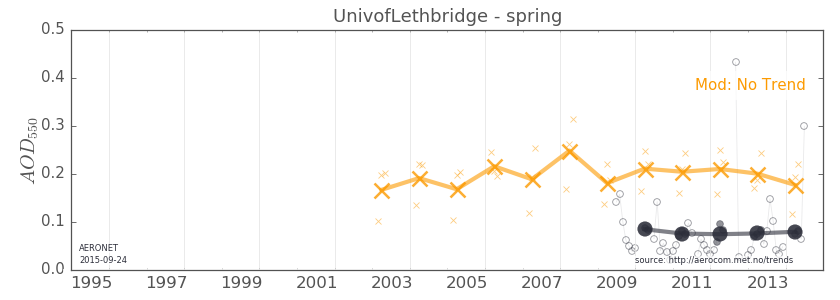 UnivofLethbridge - spring
0.5
0.4
0.3
0.2
0.1
0.0
AOD550
Mod: No Trend
AERONET
2015-09-24
source: http://aerocom.met.no/trends
1995 1997 1999 2001 2003 2005 2007 2009 2011 2013